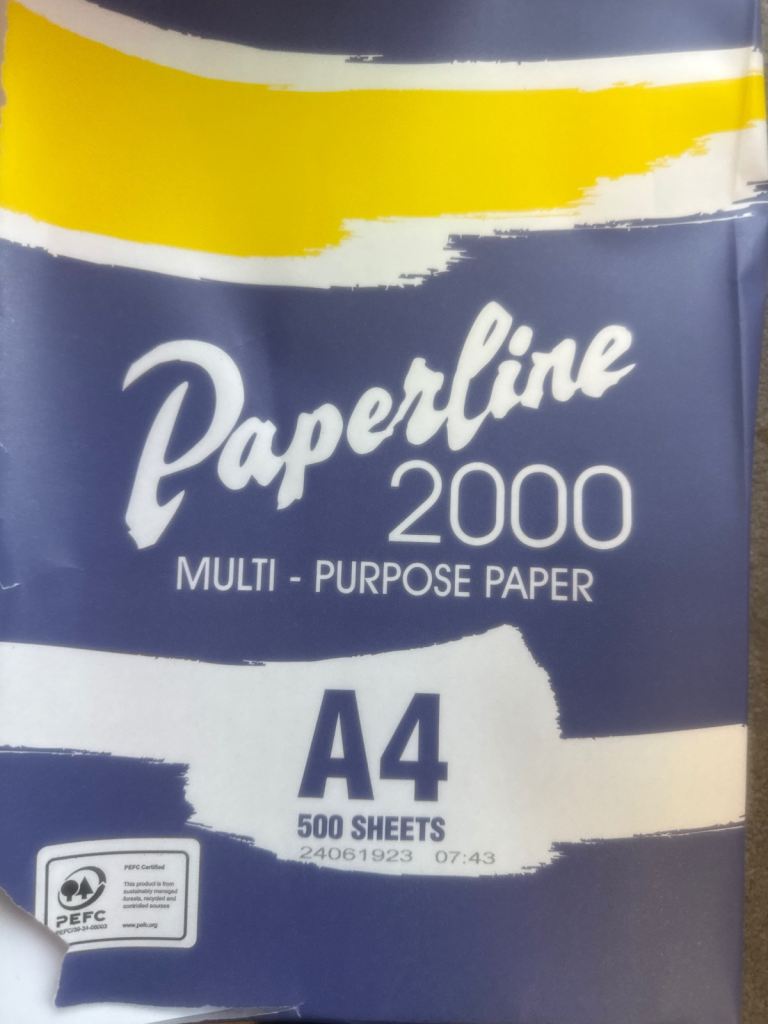 Paperline
2000
MULTI - PURPOSE PAPER
A4
500 SHEETS
24061923 07:43
PEFC
PEFC Certified
This product is from
sustainably managed
forests, recycled and
controlled sources
www.pefc.org